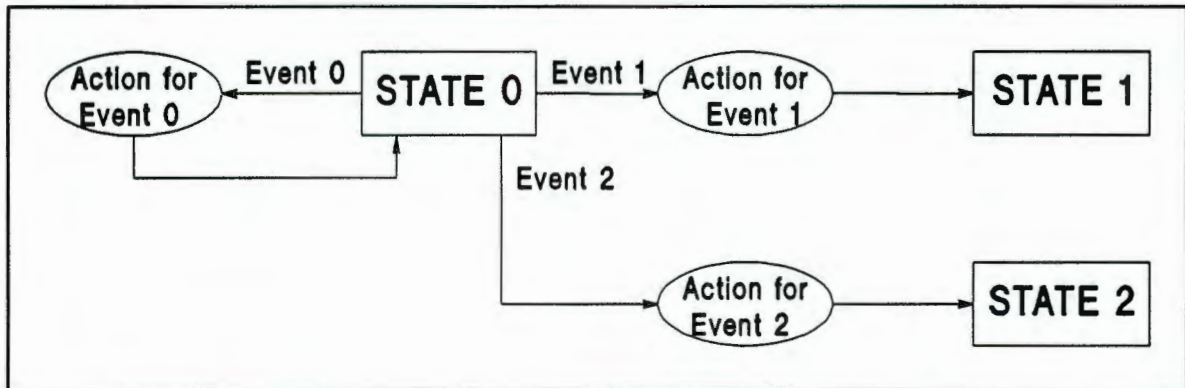 Action for
Event 0
Event 0
STATE 0
Event 1
Action for
Event 1
STATE 1
Event 2
Action for
Event 2
STATE 2